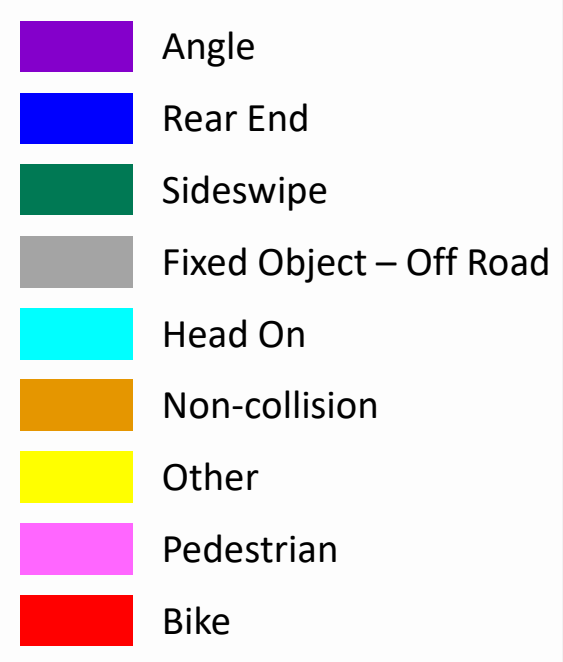 Angle
Rear End
Sideswipe
Fixed Object – Off Road
Head On
Non-collision
Other
Pedestrian
Bike